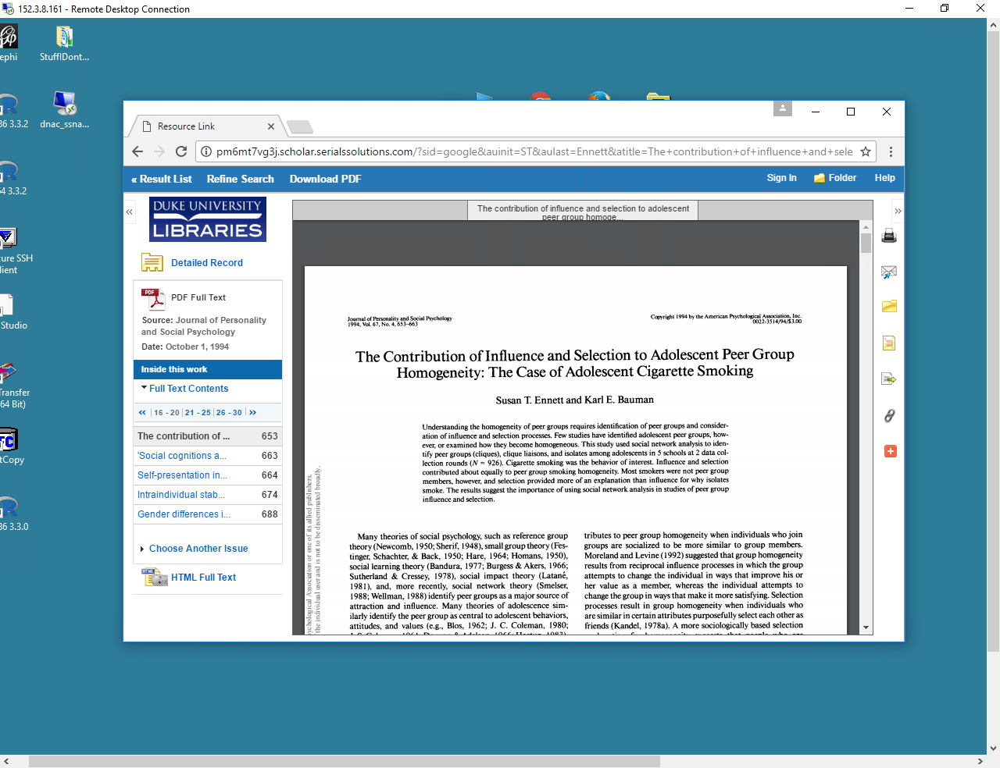 152.3.8.161 - Remote Desktop Connection
ephi
StuffIDont...
86 3.3.2
dnac_ssna...
64 3.3.2
cure SSH
lient
Studio
Transfer
64 Bit)
tCopy
86 3.3.0
Resource Link
pm6mt7vg3j.scholar.serialssolutions.com/?sid=google&auinit=ST&aulast=Ennett&atitle=The+contribution+of+influence+and+sele
« Result List Refine Search Download PDF Sign In Folder Help
DUKE UNIVERSITY
LIBRARIES
Detailed Record
PDF
PDF Full Text
Source: Journal of Personality
and Social Psychology
Date: October 1, 1994
Inside this work
Full Text Contents
« 16 - 20 21 - 25 26 - 30 »
The contribution of ... 653
'Social cognitions a... 663
Self-presentation in... 664
Intraindividual stab... 674
Gender differences i... 688
Choose Another Issue
HTML
HTML Full Text
The contribution of influence and selection to adolescent
peer group homoge...
Journal of Personality and Social Psychology
1994, Vol. 67, No. 4, 653-663
Copyright 1994 by the American Psychological Association, Inc.
0022-3514/94/$3.00
The Contribution of Influence and Selection to Adolescent Peer Group
Homogeneity: The Case of Adolescent Cigarette Smoking
Susan T. Ennett and Karl E. Bauman
Understanding the homogeneity of peer groups requires identification of peer groups and consider-
ation of influence and selection processes. Few studies have identified adolescent peer groups, how-
ever, or examined how they become homogeneous. This study used social network analysis to iden-
tify peer groups (cliques), clique liaisons, and isolates among adolescents in 5 schools at 2 data col-
lection rounds (N = 926). Cigarette smoking was the behavior of interest. Influence and selection
contributed about equally to peer group smoking homogeneity. Most smokers were not peer group
members, however, and selection provided more of an explanation than influence for why isolates
smoke. The results suggest the importance of using social network analysis in studies of peer group
influence and selection.
ychological Association or one of its allied publishers.
the individual user and is not to be disseminated broadly.
Many theories of social psychology, such as reference group
theory (Newcomb, 1950; Sherif, 1948), small group theory (Fes-
tinger, Schachter, & Back, 1950; Hare, 1964; Homans, 1950),
social learning theory (Bandura, 1977; Burgess & Akers, 1966;
Sutherland & Cressey, 1978), social impact theory (Latané,
1981), and, more recently, social network theory (Smelser,
1988; Wellman, 1988) identify peer groups as a major source of
attraction and influence. Many theories of adolescence sim-
ilarly identify the peer group as central to adolescent behaviors,
attitudes, and values (e.g., Blos, 1962; J. C. Coleman, 1980;
tributes to peer group homogeneity when individuals who join
groups are socialized to be more similar to group members.
Moreland and Levine (1992) suggested that group homogeneity
results from reciprocal influence processes in which the group
attempts to change the individual in ways that improve his or
her value as a member, whereas the individual attempts to
change the group in ways that make it more satisfying. Selection
processes result in group homogeneity when individuals who
are similar in certain attributes purposefully select each other as
friends (Kandel, 1978a). A more sociologically based selection